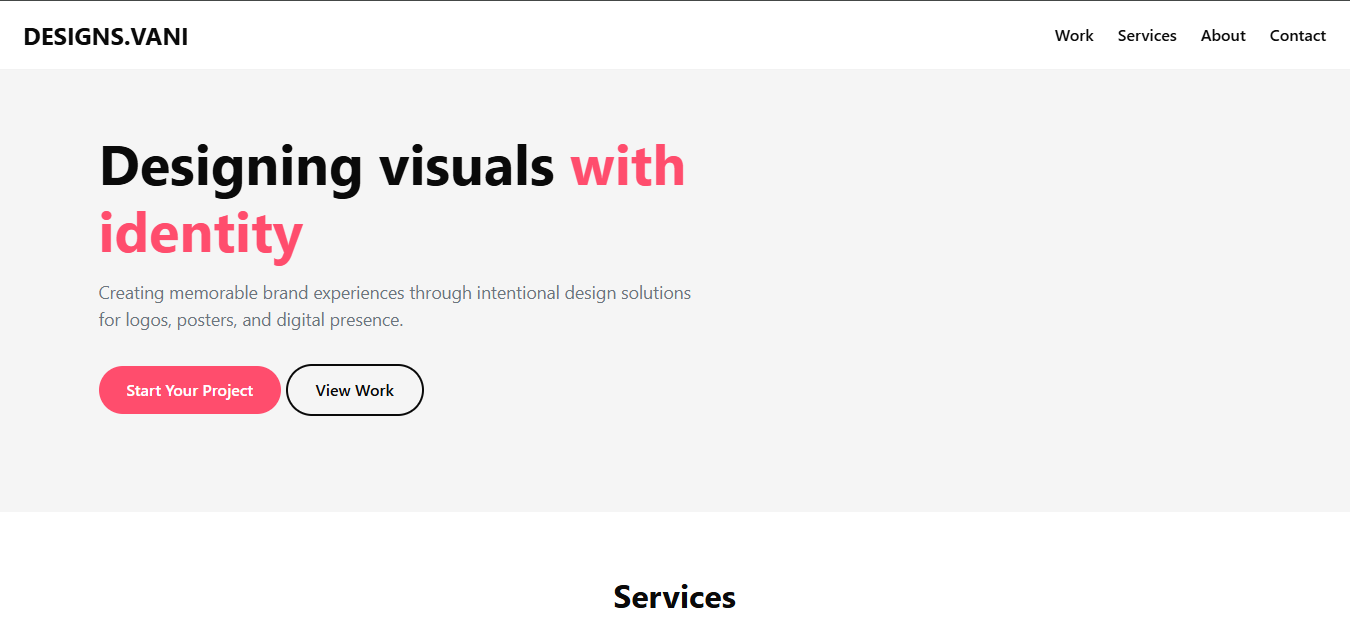 DESIGNS.VANI
Work Services About Contact
Designing visuals with
identity
Creating memorable brand experiences through intentional design solutions
for logos, posters, and digital presence.
Start Your Project View Work
Services